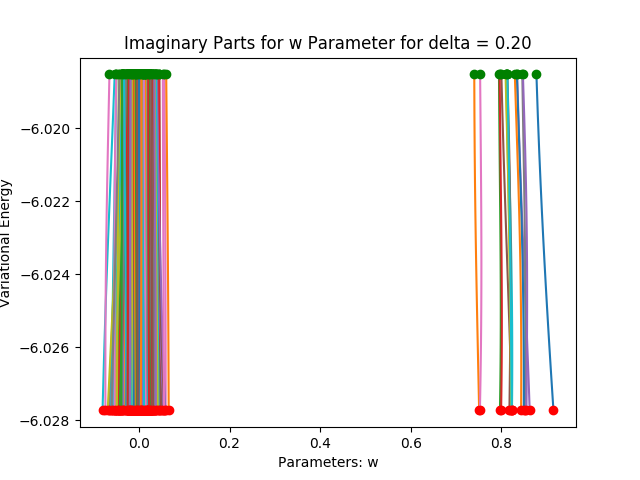 Imaginary Parts for w Parameter for delta = 0.20
Variational Energy
−6.020
−6.022
−6.024
−6.026
−6.028
0.0 0.2 0.4 0.6 0.8
Parameters: w